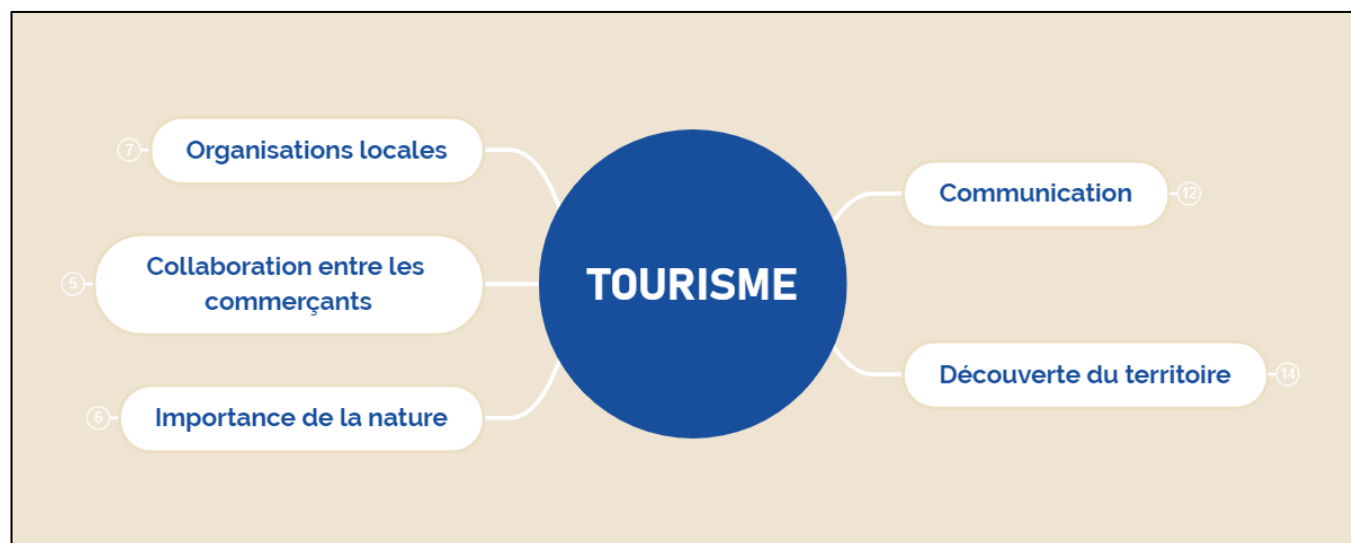 7
Organisations locales
5
Collaboration entre les
commerçants
6
Importance de la nature
TOURISME
Communication
12
Découverte du territoire
14